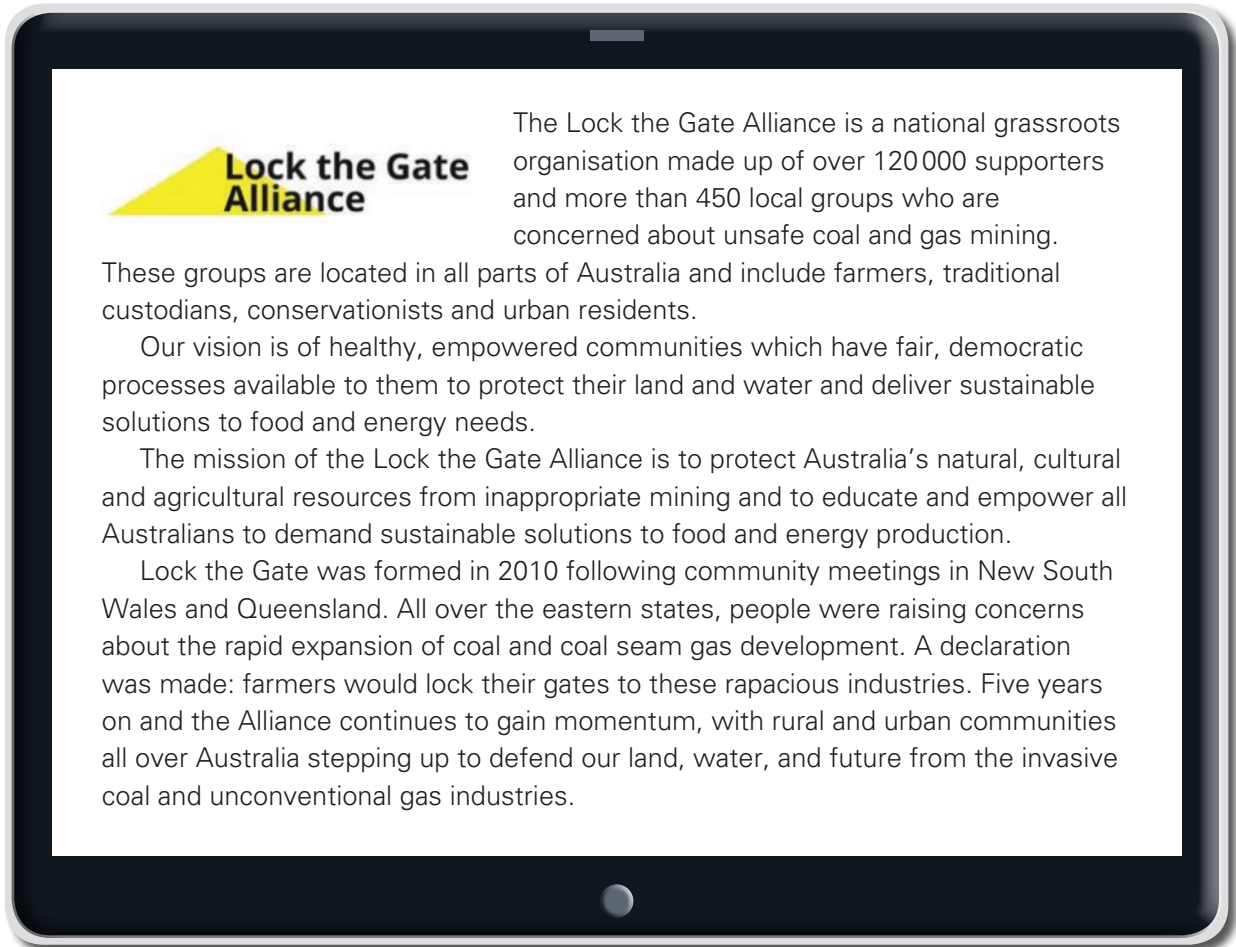 Lock the Gate
Alliance
The Lock the Gate Alliance is a national grassroots
organisation made up of over 120 000 supporters
and more than 450 local groups who are
concerned about unsafe coal and gas mining.
These groups are located in all parts of Australia and include farmers, traditional
custodians, conservationists and urban residents.
Our vision is of healthy, empowered communities which have fair, democratic
processes available to them to protect their land and water and deliver sustainable
solutions to food and energy needs.
The mission of the Lock the Gate Alliance is to protect Australia’s natural, cultural
and agricultural resources from inappropriate mining and to educate and empower all
Australians to demand sustainable solutions to food and energy production.
Lock the Gate was formed in 2010 following community meetings in New South
Wales and Queensland. All over the eastern states, people were raising concerns
about the rapid expansion of coal and coal seam gas development. A declaration
was made: farmers would lock their gates to these rapacious industries. Five years
on and the Alliance continues to gain momentum, with rural and urban communities
all over Australia stepping up to defend our land, water, and future from the invasive
coal and unconventional gas industries.